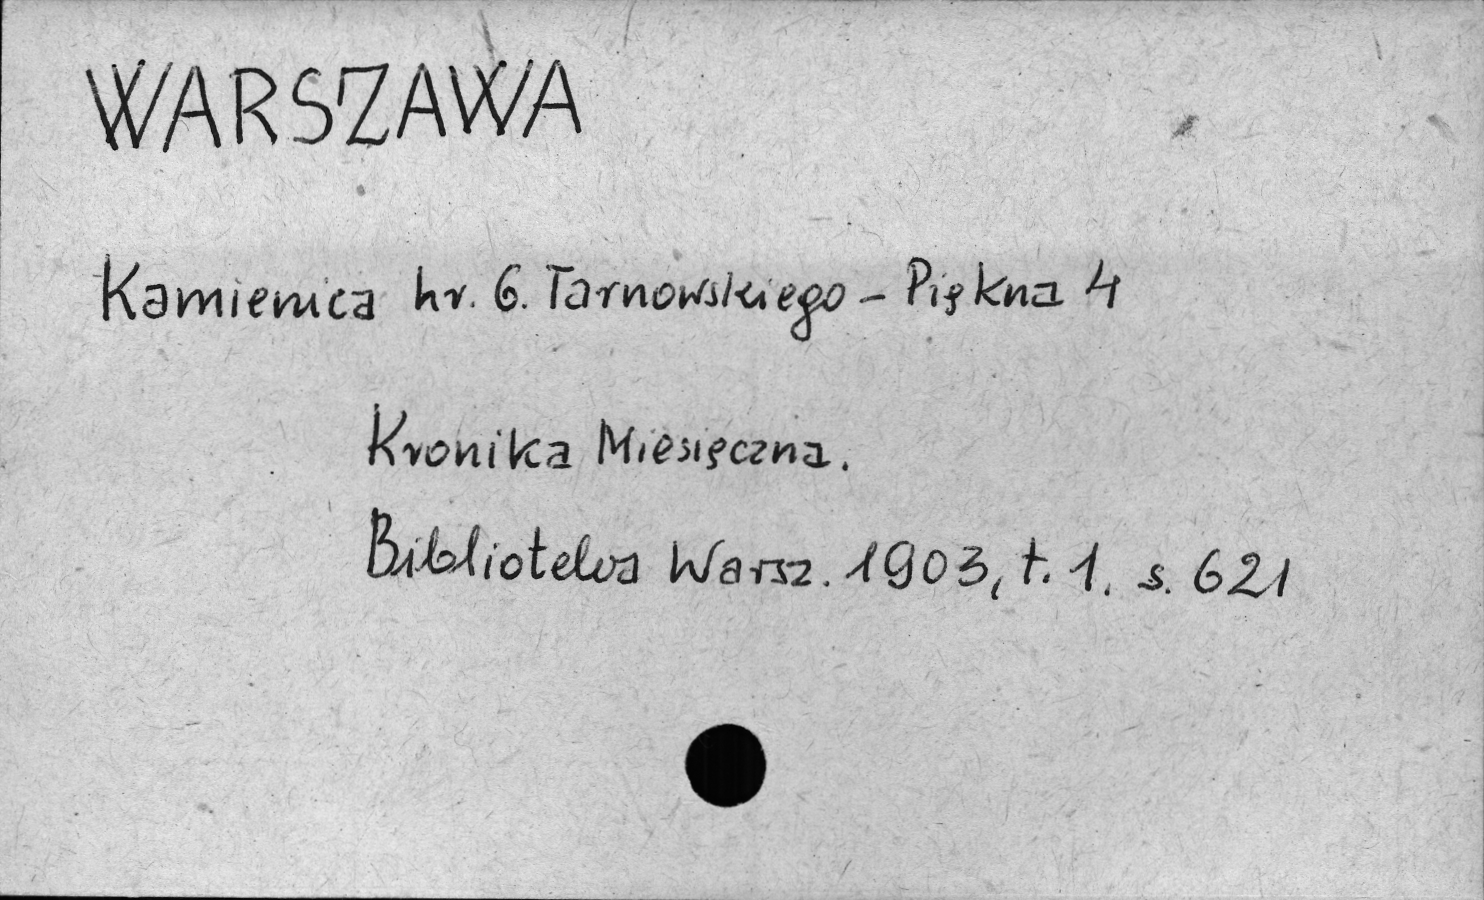 WARSZAWA
Kamienica hr. G. Tarnowskiego - Piękna 4
Kronika Miesięczna.
Biblioteka Warsz. 1903, t. 1. s. 621